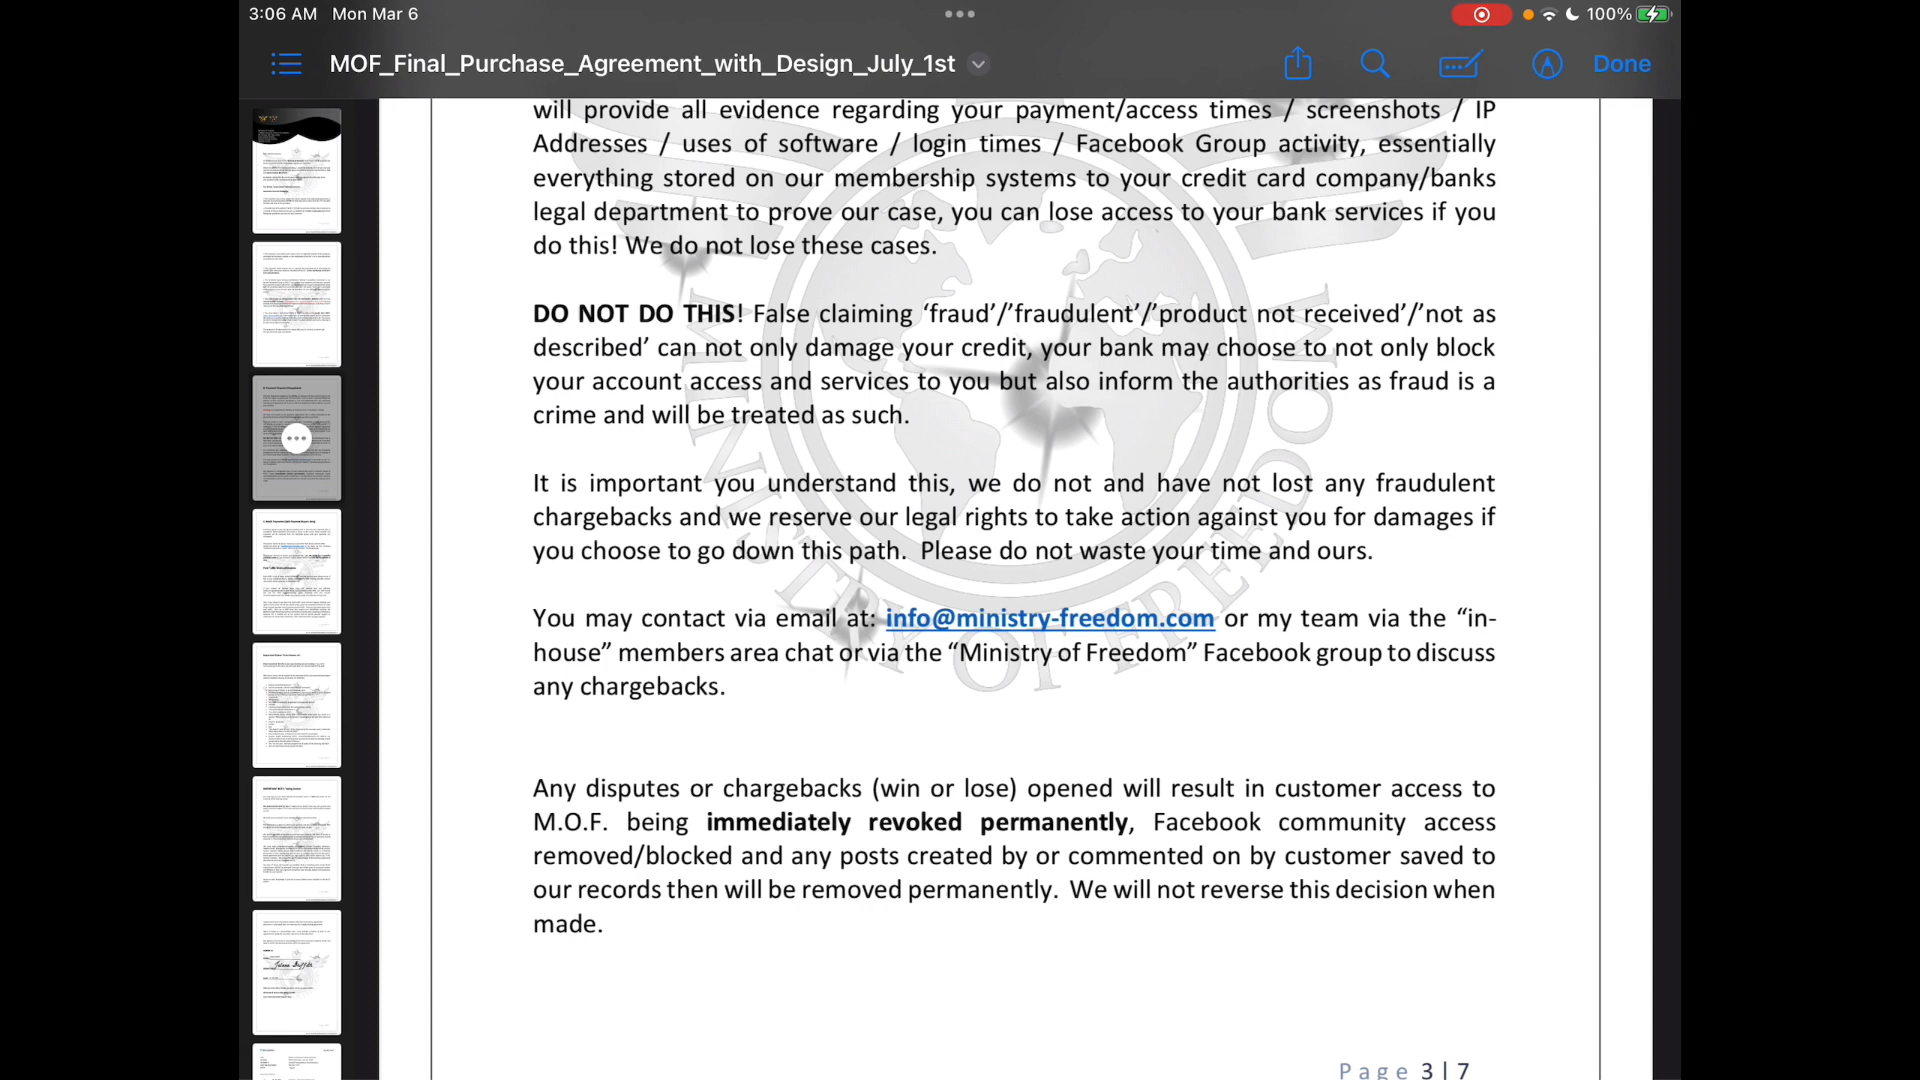 3:06 AM Mon Mar 6
100%
MOF_Final_Purchase_Agreement_with_Design_July_1st
Done
will provide all evidence regarding your payment/access times / screenshots / IP
Addresses / uses of software / login times / Facebook Group activity, essentially
everything stored on our membership systems to your credit card company/banks
legal department to prove our case, you can lose access to your bank services if you
do this! We do not lose these cases.
DO NOT DO THIS! False claiming ‘fraud’/’fraudulent’/’product not received’/’not as
described’ can not only damage your credit, your bank may choose to not only block
your account access and services to you but also inform the authorities as fraud is a
crime and will be treated as such.
It is important you understand this, we do not and have not lost any fraudulent
chargebacks and we reserve our legal rights to take action against you for damages if
you choose to go down this path.  Please do not waste your time and ours.
You may contact via email at: info@ministry-freedom.com or my team via the “in-
house” members area chat or via the “Ministry of Freedom” Facebook group to discuss
any chargebacks.
Any disputes or chargebacks (win or lose) opened will result in customer access to
M.O.F. being immediately revoked permanently, Facebook community access
removed/blocked and any posts created by or commented on by customer saved to
our records then will be removed permanently.  We will not reverse this decision when
made.
Page 3 | 7
MINISTRY OF FREEDOM